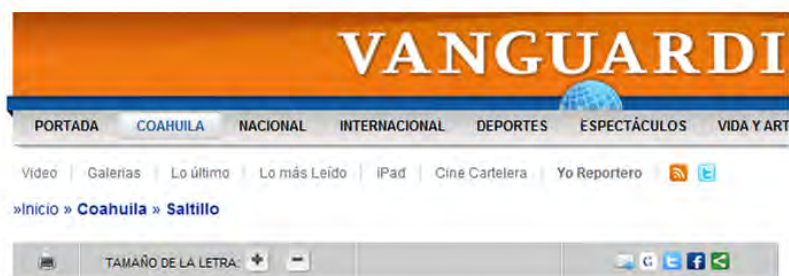 VANGUARDI
PORTADA COAHUILA NACIONAL INTERNACIONAL DEPORTES ESPECTÁCULOS VIDA Y ART
Video Galerias Lo último Lo más Leído iPad Cine Cartelera Yo Reportero
»Inicio » Coahuila » Saltillo
TAMAÑO DE LA LETRA: + - G f